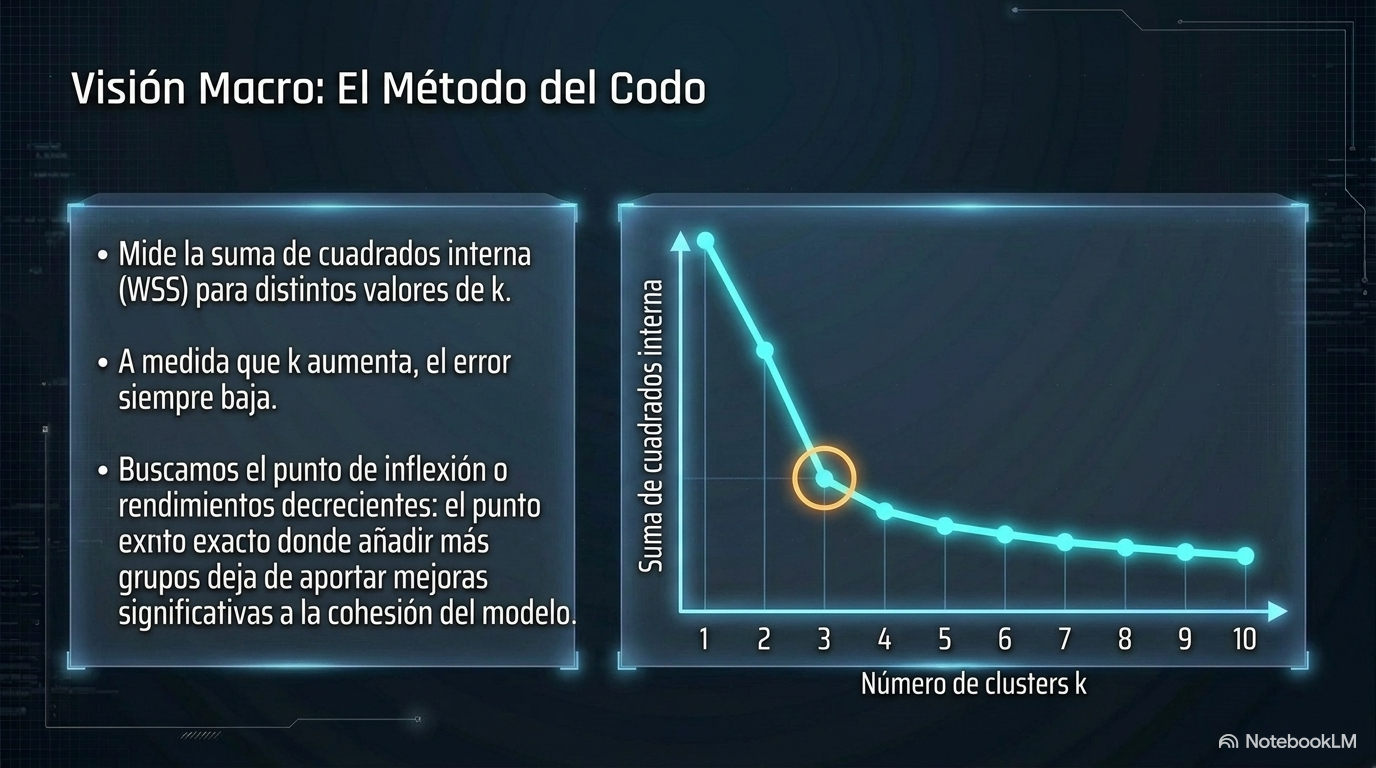 Visión Macro: El Método del Codo
• Mide la suma de cuadrados interna
(WSS) para distintos valores de k.
• A medida que k aumenta, el error
siempre baja.
• Buscamos el punto de inflexión o
rendimientos decrecientes: el punto
exnto exacto donde añadir más
grupos deja de aportar mejoras
significativas a la cohesión del modelo.
Suma de cuadrados interna
1 2 3 4 5 6 7 8 9 10
Número de clusters k
NotebookLM